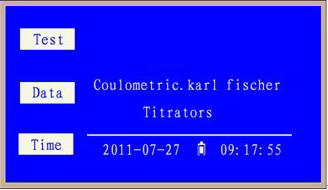 Test
Data
Coulometric.karl fischer
Titrators
Time
2011-07-27 09:17:55